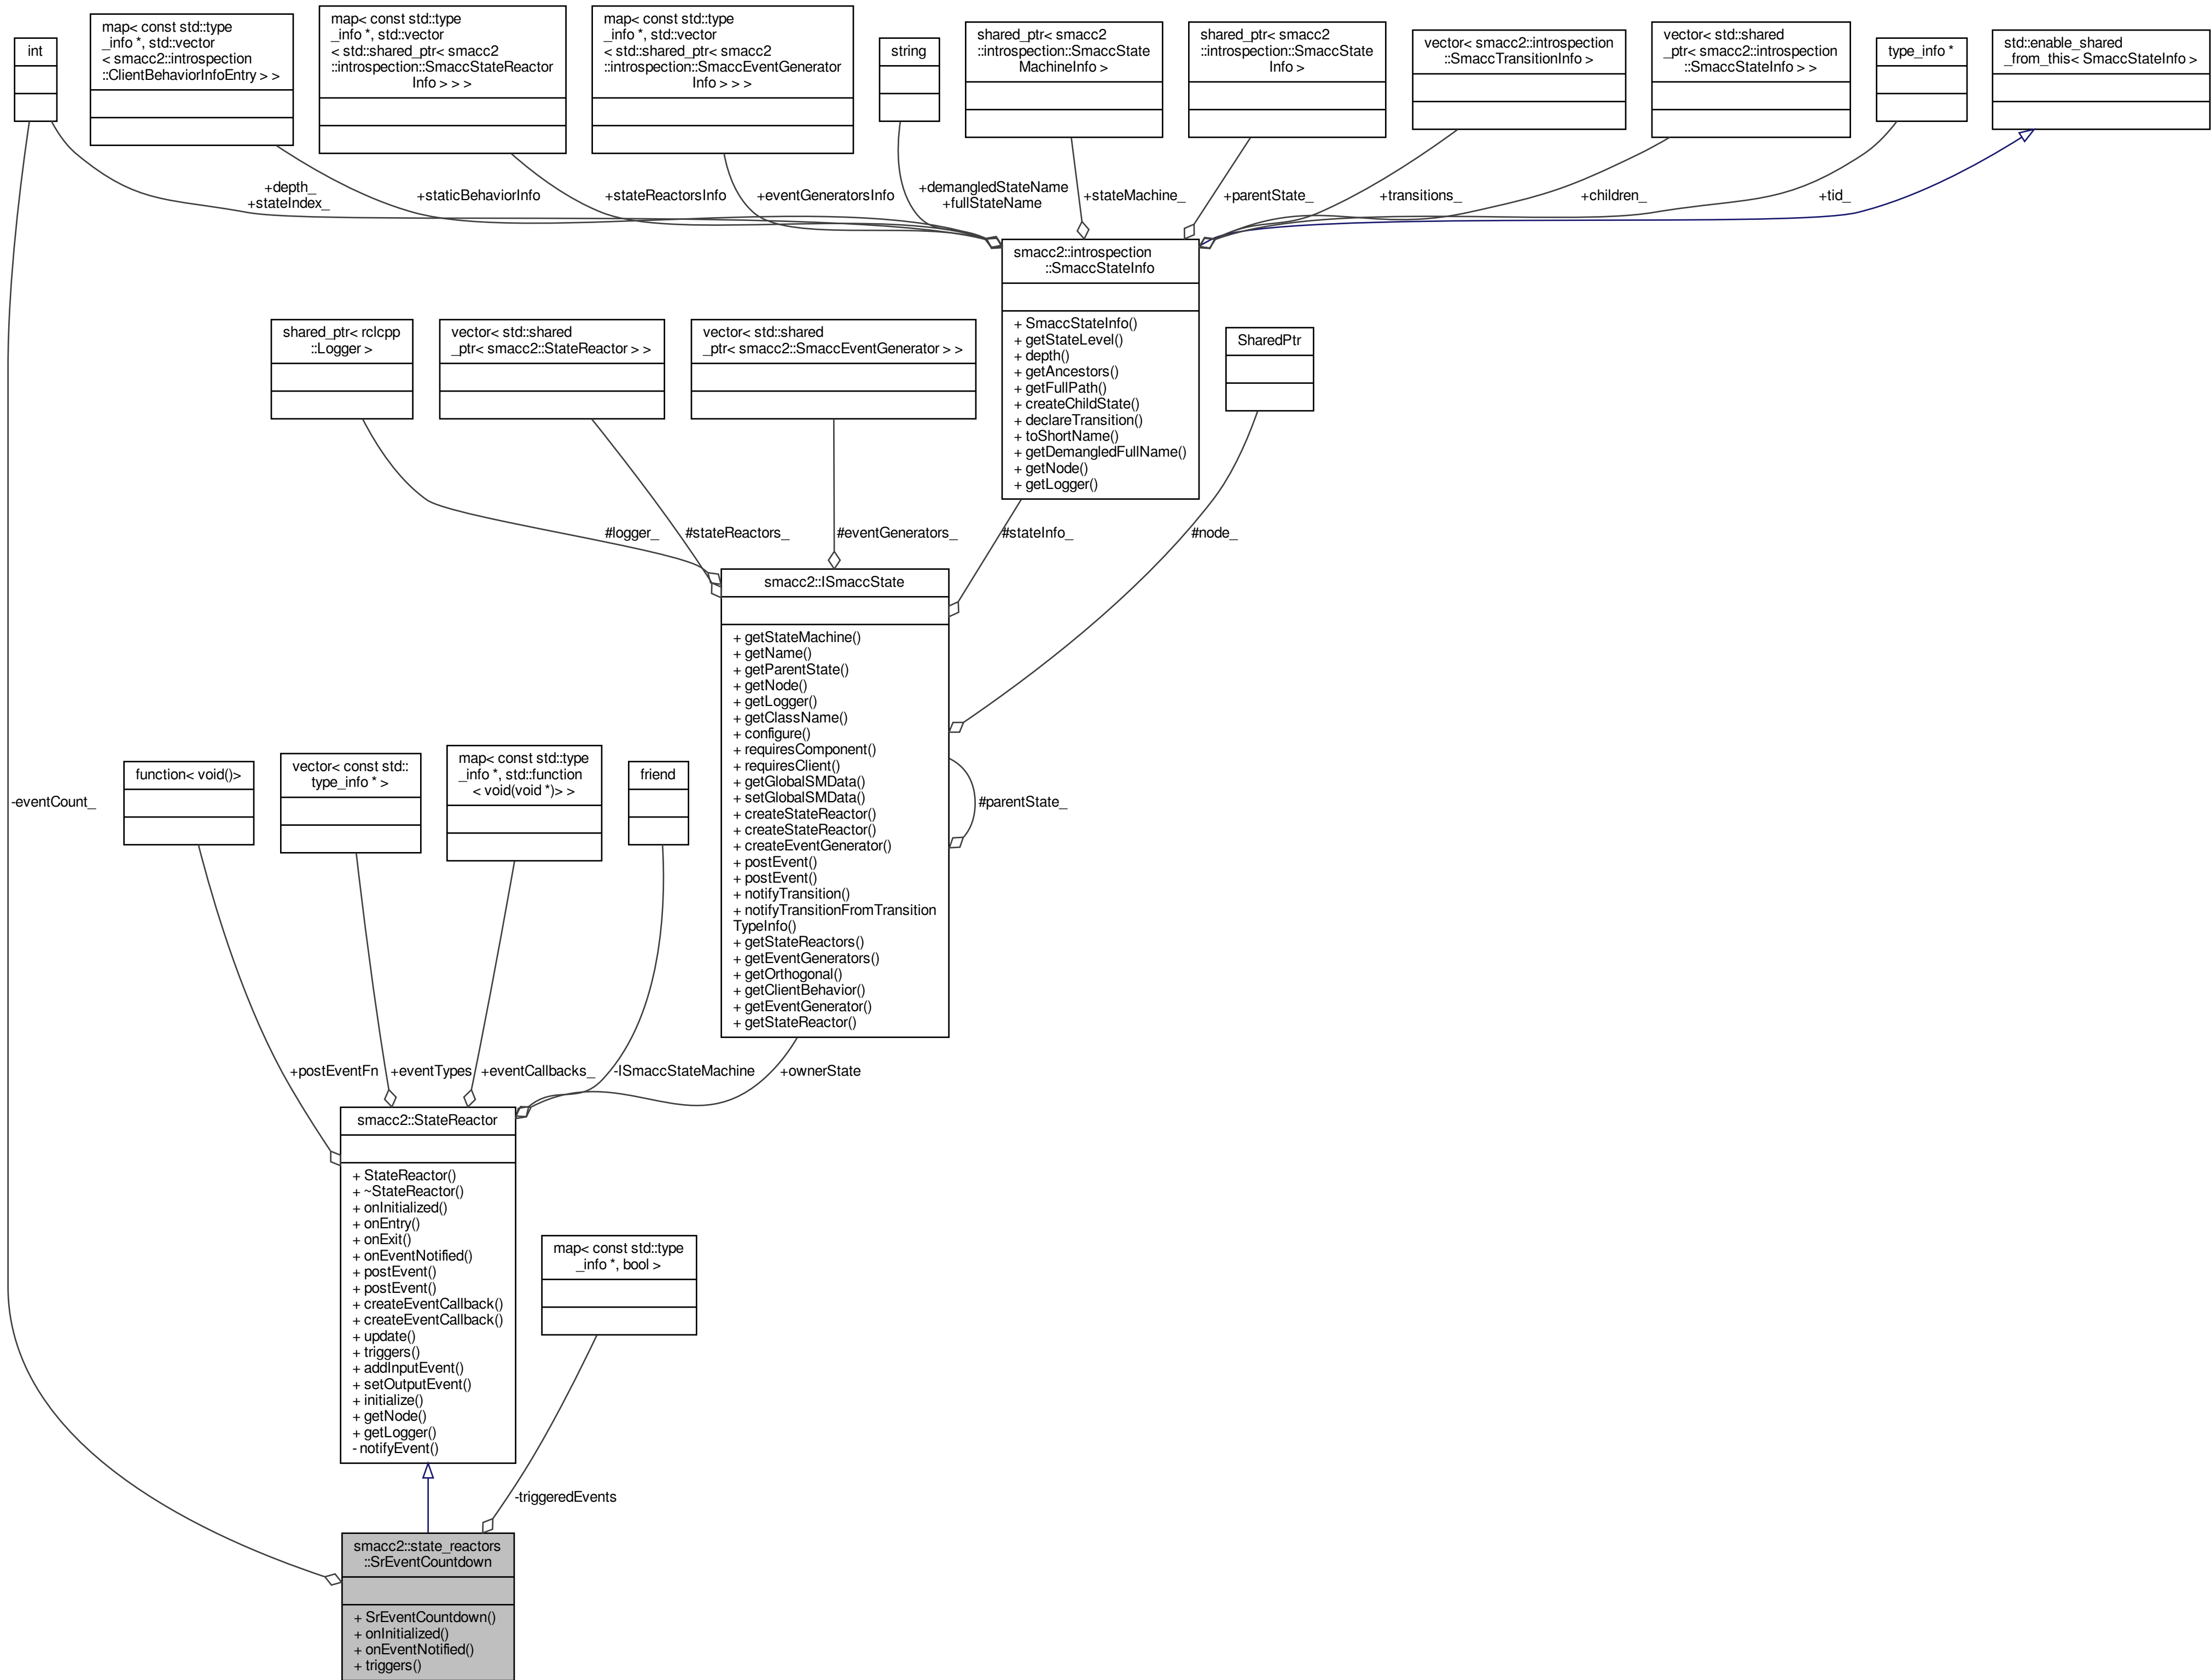 int
map< const std::type
_info *, std::vector
< smacc2::introspection
::ClientBehaviorInfoEntry > >
map< const std::type
_info *, std::vector
< std::shared_ptr< smacc2
::introspection::SmaccStateReactor
Info > > >
map< const std::type
_info *, std::vector
< std::shared_ptr< smacc2
::introspection::SmaccEventGenerator
Info > > >
string
shared_ptr< smacc2
::introspection::SmaccState
MachineInfo >
shared_ptr< smacc2
::introspection::SmaccState
Info >
vector< smacc2::introspection
::SmaccTransitionInfo >
vector< std::shared
_ptr< smacc2::introspection
::SmaccStateInfo > >
type_info *
std::enable_shared
_from_this< SmaccStateInfo >
+depth_
+stateIndex_
+staticBehaviorInfo
+stateReactorsInfo
+eventGeneratorsInfo
+demangledStateName
+fullStateName
+stateMachine_
+parentState_
+transitions_
+children_
+tid_
smacc2::introspection
::SmaccStateInfo
+ SmaccStateInfo()
+ getStateLevel()
+ depth()
+ getAncestors()
+ getFullPath()
+ createChildState()
+ declareTransition()
+ toShortName()
+ getDemangledFullName()
+ getNode()
+ getLogger()
shared_ptr< rclcpp
::Logger >
vector< std::shared
_ptr< smacc2::StateReactor > >
vector< std::shared
_ptr< smacc2::SmaccEventGenerator > >
SharedPtr
#logger_
#stateReactors_
#eventGenerators_
#stateInfo_
#node_
smacc2::ISmaccState
+ getStateMachine()
+ getName()
+ getParentState()
+ getNode()
+ getLogger()
+ getClassName()
+ configure()
+ requiresComponent()
+ requiresClient()
+ getGlobalSMData()
+ setGlobalSMData()
+ createStateReactor()
+ createStateReactor()
+ createEventGenerator()
+ postEvent()
+ postEvent()
+ notifyTransition()
+ notifyTransitionFromTransition
TypeInfo()
+ getStateReactors()
+ getEventGenerators()
+ getOrthogonal()
+ getClientBehavior()
+ getEventGenerator()
+ getStateReactor()
#parentState_
-eventCount_
function< void()>
vector< const std::
type_info * >
map< const std::type
_info *, std::function
< void(void *)> >
friend
+postEventFn
+eventTypes
+eventCallbacks_
-ISmaccStateMachine
+ownerState
smacc2::StateReactor
+ StateReactor()
+ ~StateReactor()
+ onInitialized()
+ onEntry()
+ onExit()
+ onEventNotified()
+ postEvent()
+ postEvent()
+ createEventCallback()
+ createEventCallback()
+ update()
+ triggers()
+ addInputEvent()
+ setOutputEvent()
+ initialize()
+ getNode()
+ getLogger()
- notifyEvent()
map< const std::type
_info *, bool >
-triggeredEvents
smacc2::state_reactors
::SrEventCountdown
+ SrEventCountdown()
+ onInitialized()
+ onEventNotified()
+ triggers()